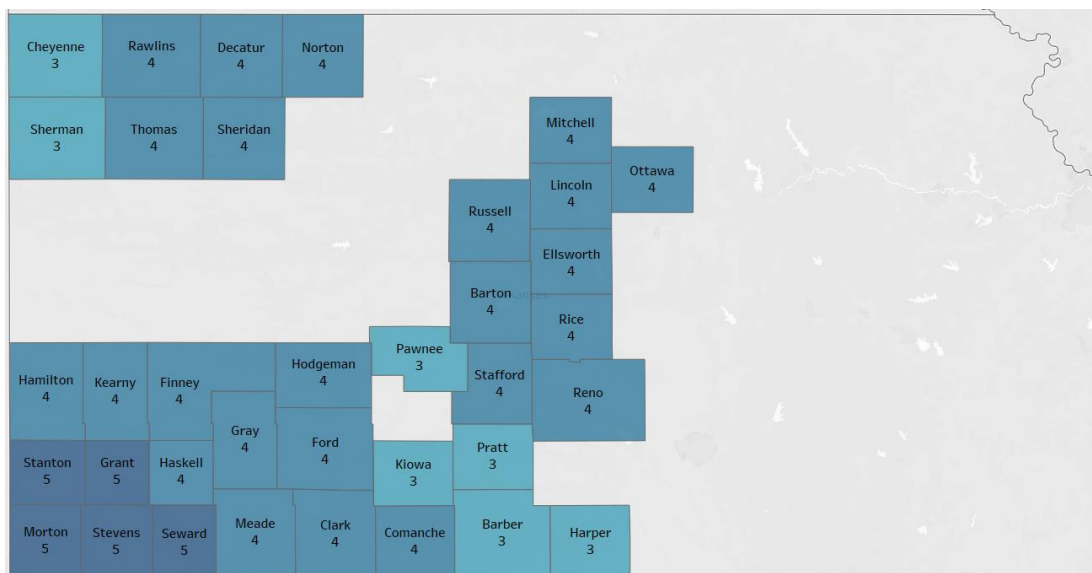 Cheyenne
3
Rawlins
4
Decatur
4
Norton
4
Sherman
3
Thomas
4
Sheridan
4
Mitchell
4
Ottawa
4
Lincoln
4
Russell
4
Ellsworth
4
Barton
4
Kansas
Rice
4
Pawnee
3
Hodgeman
4
Hamilton
4
Kearny
4
Finney
4
Stafford
4
Reno
4
Gray
4
Ford
4
Pratt
3
Kiowa
3
Stanton
5
Grant
5
Haskell
4
Morton
5
Stevens
5
Seward
5
Meade
4
Clark
4
Comanche
4
Barber
3
Harper
3